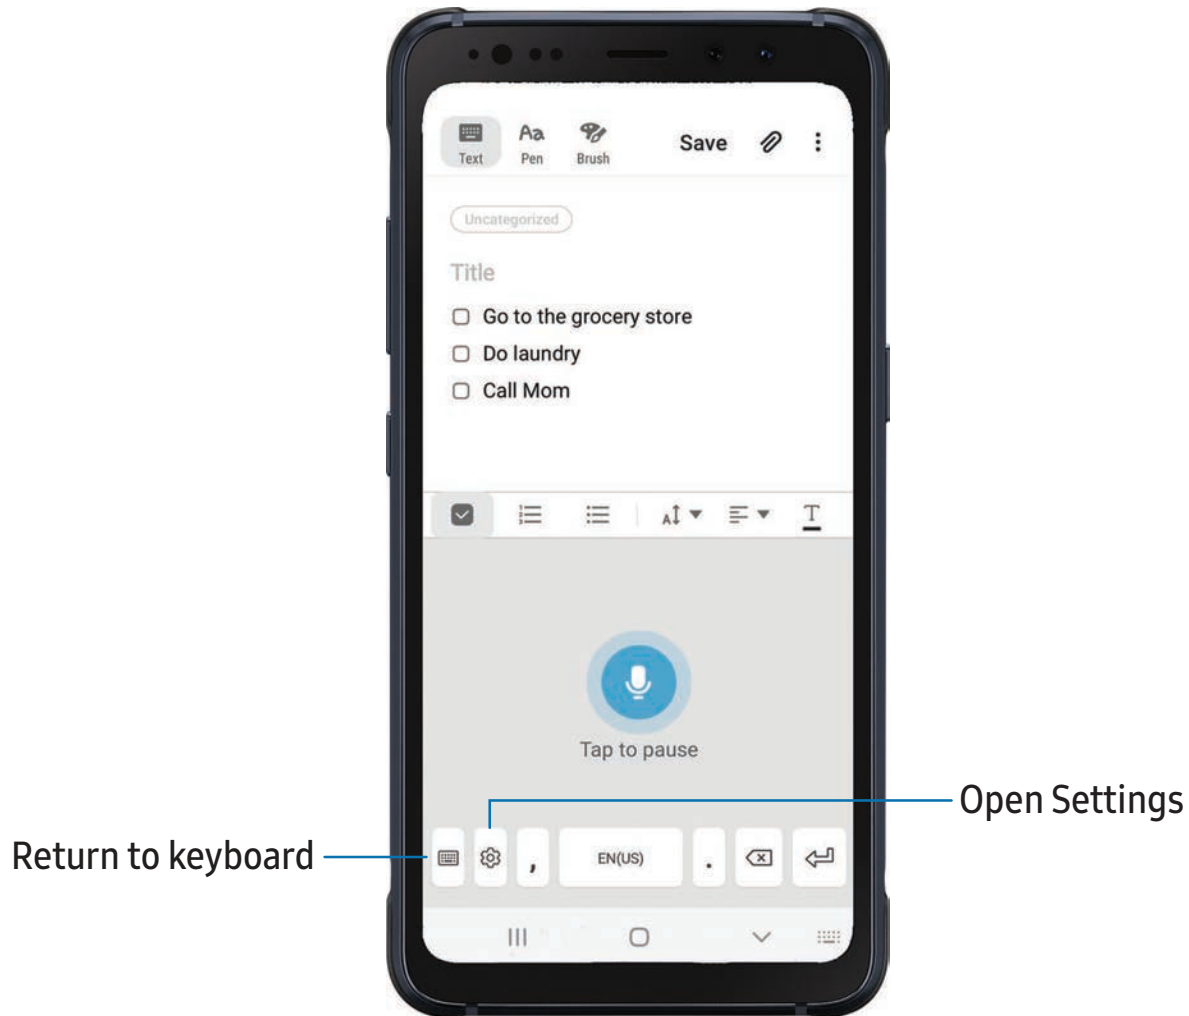 Text
Aa
Pen
Brush
Save
Uncategorized
Title
Go to the grocery store
Do laundry
Call Mom
A
T
Tap to pause
Open Settings
Return to keyboard
,
EN(US)
.